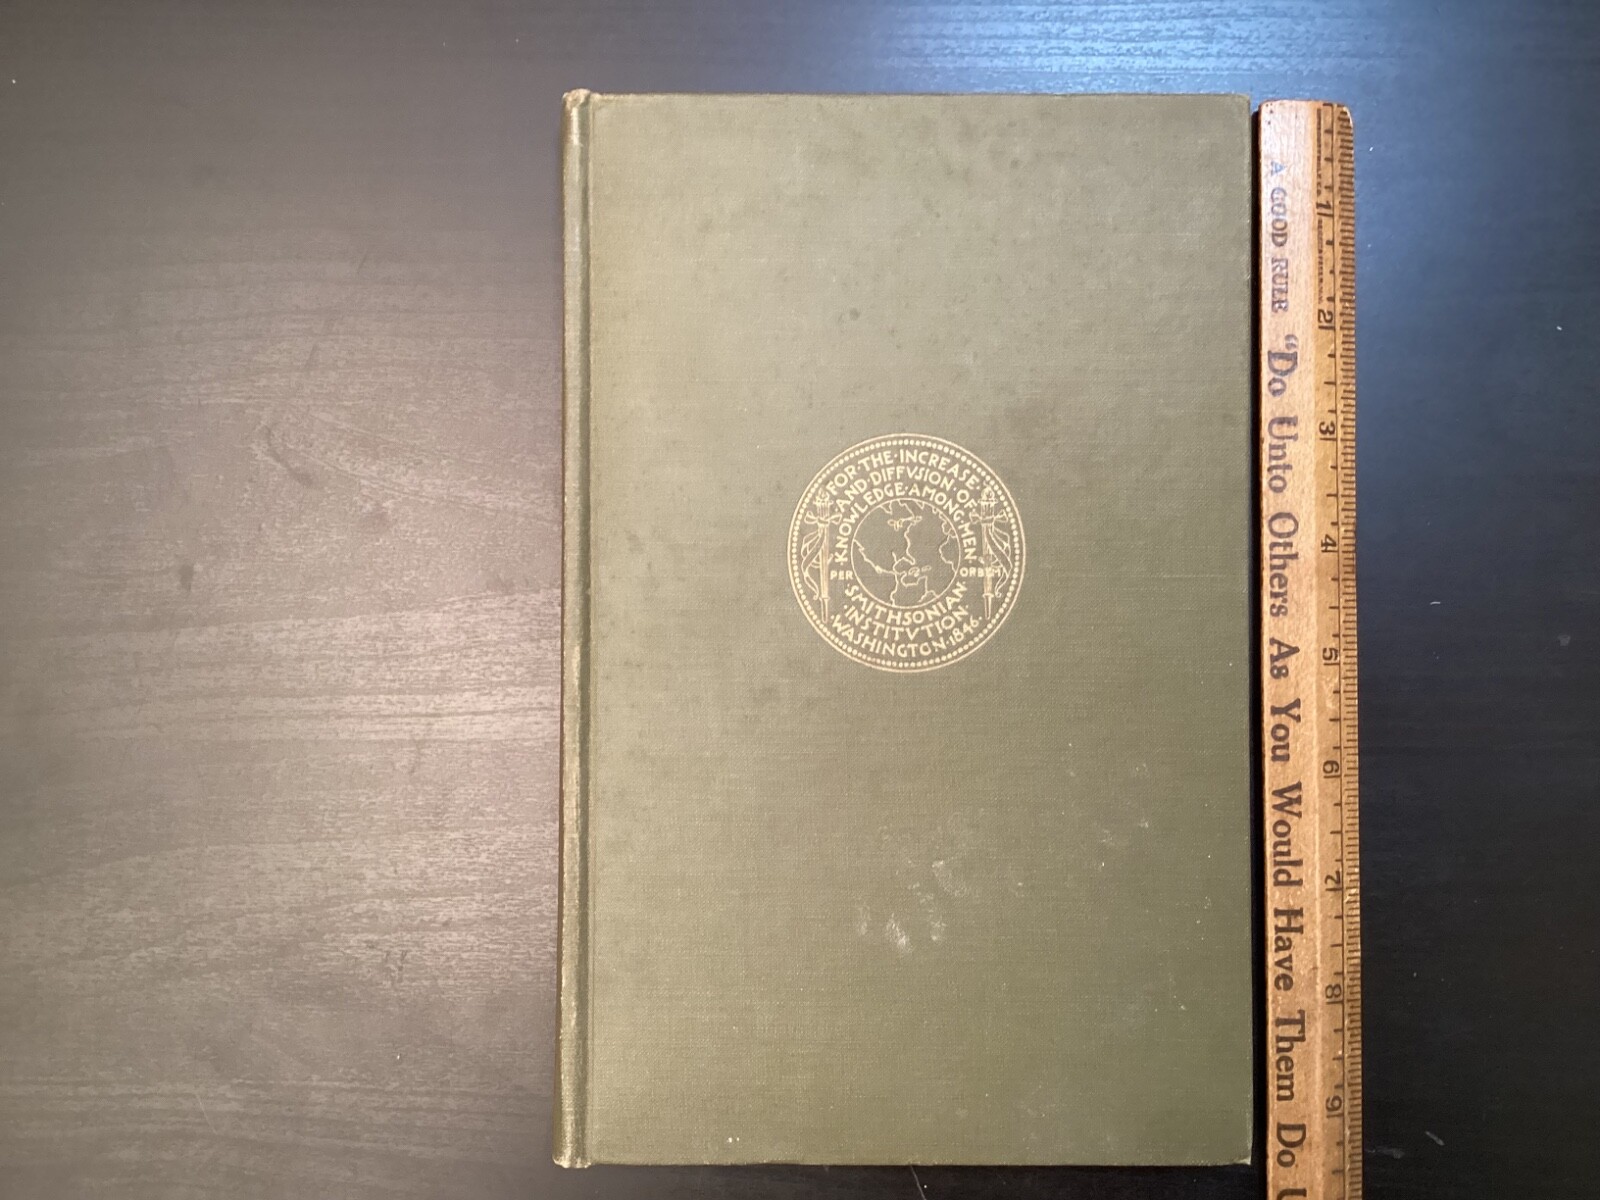 FOR·THE·INCREASE·
AND·DIFFVSION·OF
·KNOWLEDGE·AMONG·MEN·
PER ORBEM
·SMITHSONIAN·
·INSTITVTION·
·WASHINGTON·1846·
A GOOD RULE "Do Unto Others As You Would Have Them Do U
1 2 3 4 5 6 7 8 9